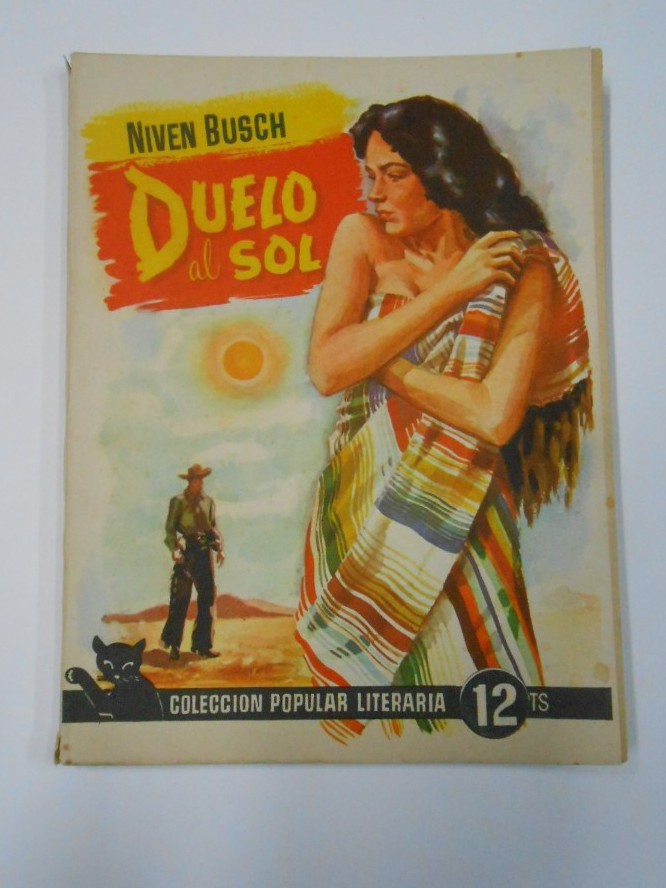 NIVEN BUSCH
DUELO
al SOL
COLECCION POPULAR LITERARIA 12 TS